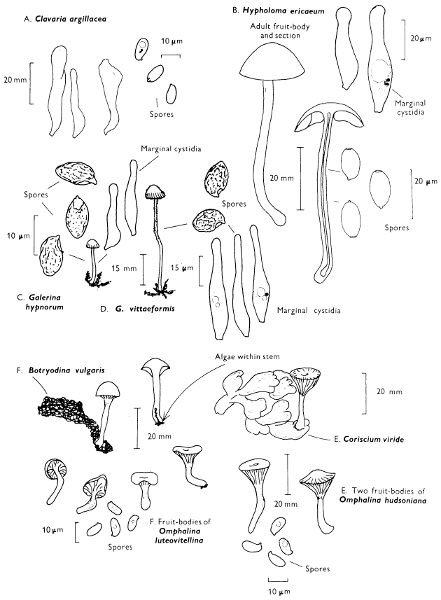 A. Clavaria argillacea
10 µm
20 mm
Spores
B. Hypholoma ericaeum
Adult fruit-body
and section
20 µm
Marginal
cystidia
20 mm
20 µm
Spores
Marginal cystidia
Spores
10 µm
15 mm
15 µm
C. Galerina
hypnorum
D. G. vittaeformis
Marginal cystidia
F. Botryodina vulgaris
Algae within stem
20 mm
20 mm
E. Coriscium viride
20 mm
E. Two fruit-bodies of
Omphalina hudsoniana
F. Fruit-bodies of
Omphalina
luteovitellina
10 µm
Spores
Spores
10 µm